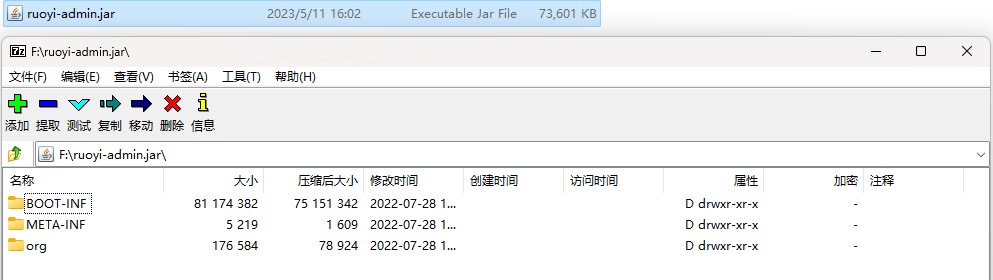 ruoyi-admin.jar 2023/5/11 16:02 Executable Jar File 73,601 KB
7z F:\ruoyi-admin.jar\
文件(F) 编辑(E) 查看(V) 书签(A) 工具(T) 帮助(H)
添加 提取 测试 复制 移动 删除 信息
F:\ruoyi-admin.jar\
名称 大小 压缩后大小 修改时间 创建时间 访问时间 属性 加密 注释
BOOT-INF 81 174 382 75 151 342 2022-07-28 1... D drwxr-xr-x -
META-INF 5 219 1 609 2022-07-28 1... D drwxr-xr-x -
org 176 584 78 924 2022-07-28 1... D drwxr-xr-x -